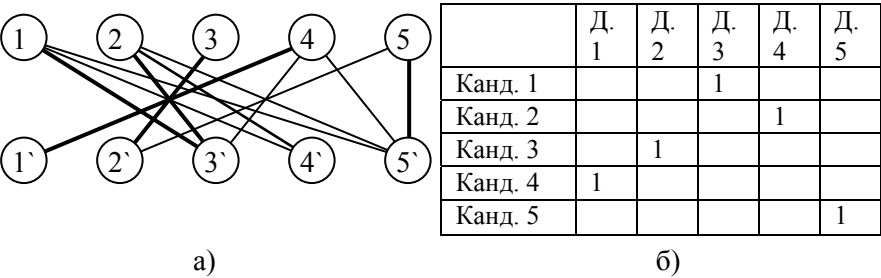 1 2 3 4 5
1` 2` 3` 4` 5`
а)
Д. 1 Д. 2 Д. 3 Д. 4 Д. 5
Канд. 1 1
Канд. 2 1
Канд. 3 1
Канд. 4 1
Канд. 5 1
б)